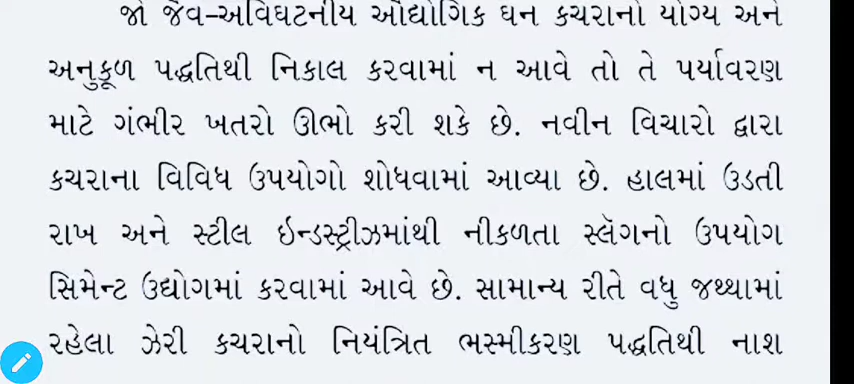 જો જૈવ-અવિઘટનીય ઔદ્યોગિક ઘન કચરાનો યોગ્ય અને
અનુકૂળ પદ્ધતિથી નિકાલ કરવામાં ન આવે તો તે પર્યાવરણ
માટે ગંભીર ખતરો ઊભો કરી શકે છે. નવીન વિચારો દ્વારા
કચરાના વિવિધ ઉપયોગો શોધવામાં આવ્યા છે. હાલમાં ઉડતી
રાખ અને સ્ટીલ ઇન્ડસ્ટ્રીઝમાંથી નીકળતા સ્લૅગનો ઉપયોગ
સિમેન્ટ ઉદ્યોગમાં કરવામાં આવે છે. સામાન્ય રીતે વધુ જથ્થામાં
રહેલા ઝેરી કચરાનો નિયંત્રિત ભસ્મીકરણ પદ્ધતિથી નાશ